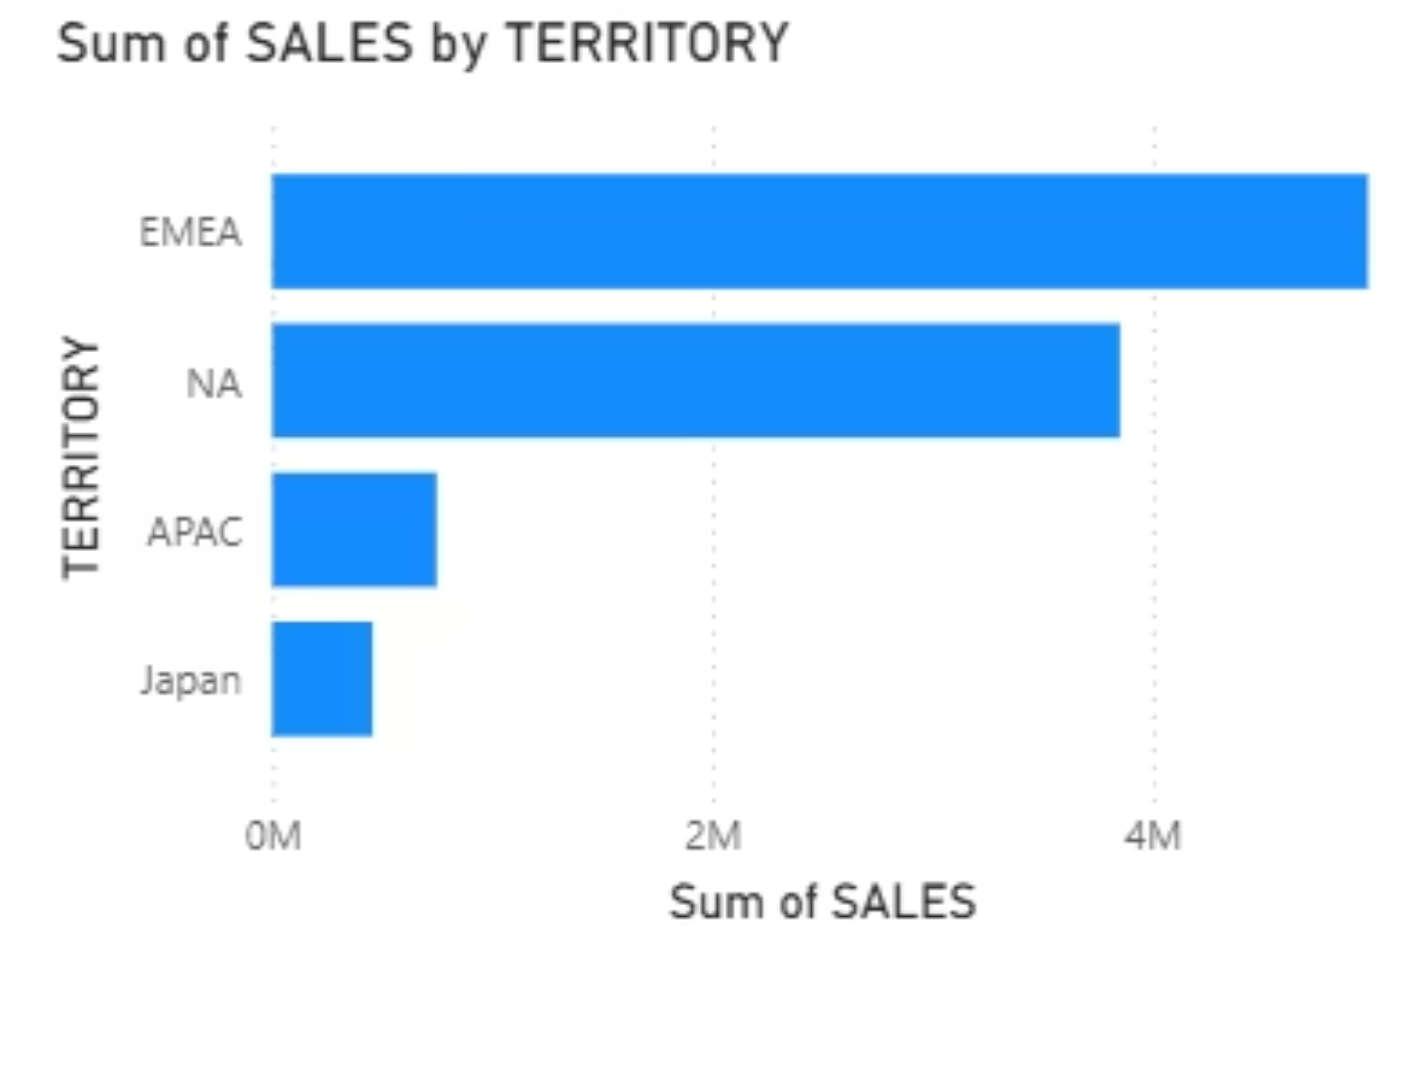 Sum of SALES by TERRITORY
TERRITORY
EMEA
NA
APAC
Japan
0M 2M 4M
Sum of SALES